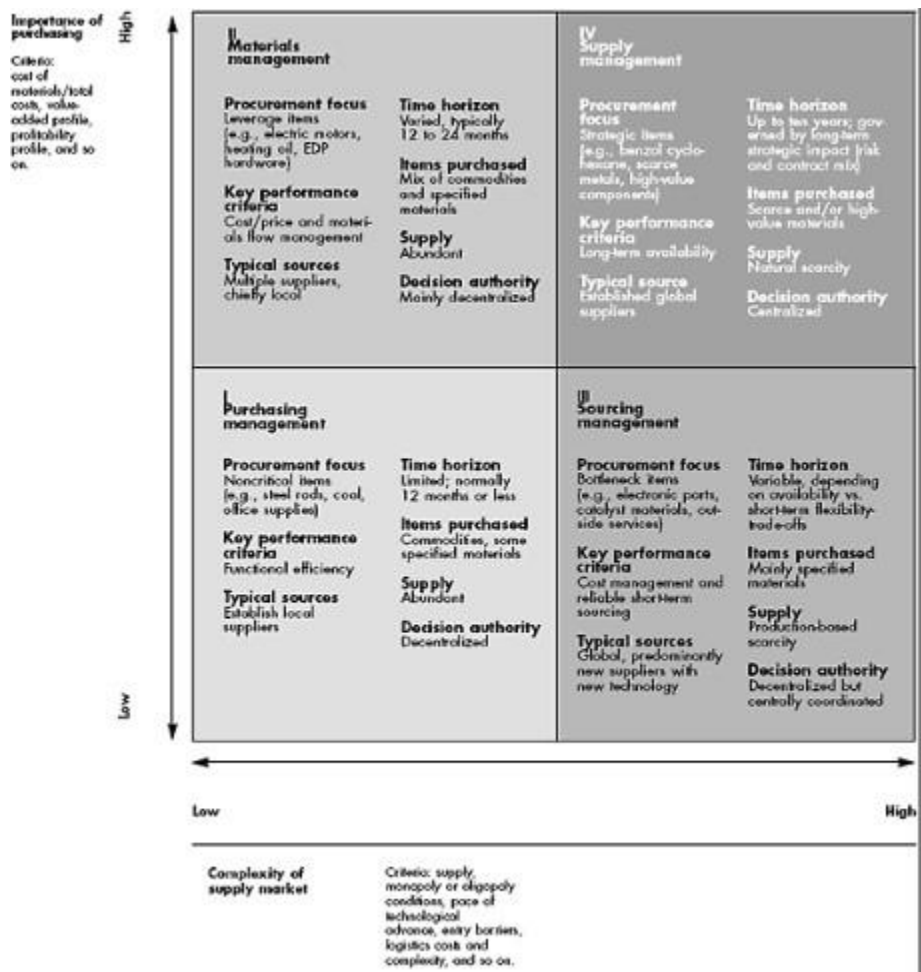 Importance of
purchasing
Criteria:
cost of
materials/total
costs, value-
added profile,
profitability
profile, and so
on.
High
Low
II
Materials
management
Procurement focus
Leverage items
(e.g., electric motors,
heating oil, EDP
hardware)
Key performance
criteria
Cost/price and materi-
als flow management
Typical sources
Multiple suppliers,
chiefly local
Time horizon
Varied, typically
12 to 24 months
Items purchased
Mix of commodities
and specified
materials
Supply
Abundant
Decision authority
Mainly decentralized
IV
Supply
management
Procurement
focus
Strategic items
(e.g., benzol cyclo-
hexane, scarce
metals, high-value
components)
Key performance
criteria
Long-term availability
Typical source
Established global
suppliers
Time horizon
Up to ten years; gov-
erned by long-term
strategic impact (risk
and contract mix)
Items purchased
Scarce and/or high-
value materials
Supply
Natural scarcity
Decision authority
Centralized
I
Purchasing
management
Procurement focus
Noncritical items
(e.g., steel rods, coal,
office supplies)
Key performance
criteria
Functional efficiency
Typical sources
Establish local
suppliers
Time horizon
Limited; normally
12 months or less
Items purchased
Commodities, some
specified materials
Supply
Abundant
Decision authority
Decentralized
III
Sourcing
management
Procurement focus
Bottleneck items
(e.g., electronic parts,
catalyst materials, out-
side services)
Key performance
criteria
Cost management and
reliable short-term
sourcing
Typical sources
Global, predominantly
new suppliers with
new technology
Time horizon
Variable, depending
on availability vs.
short-term flexibility-
trade-offs
Items purchased
Mainly specified
materials
Supply
Production-based
scarcity
Decision authority
Decentralized but
centrally coordinated
Low
High
Complexity of
supply market
Criteria: supply,
monopoly or oligopoly
conditions, pace of
technological
advance, entry barriers,
logistics costs and
complexity, and so on.